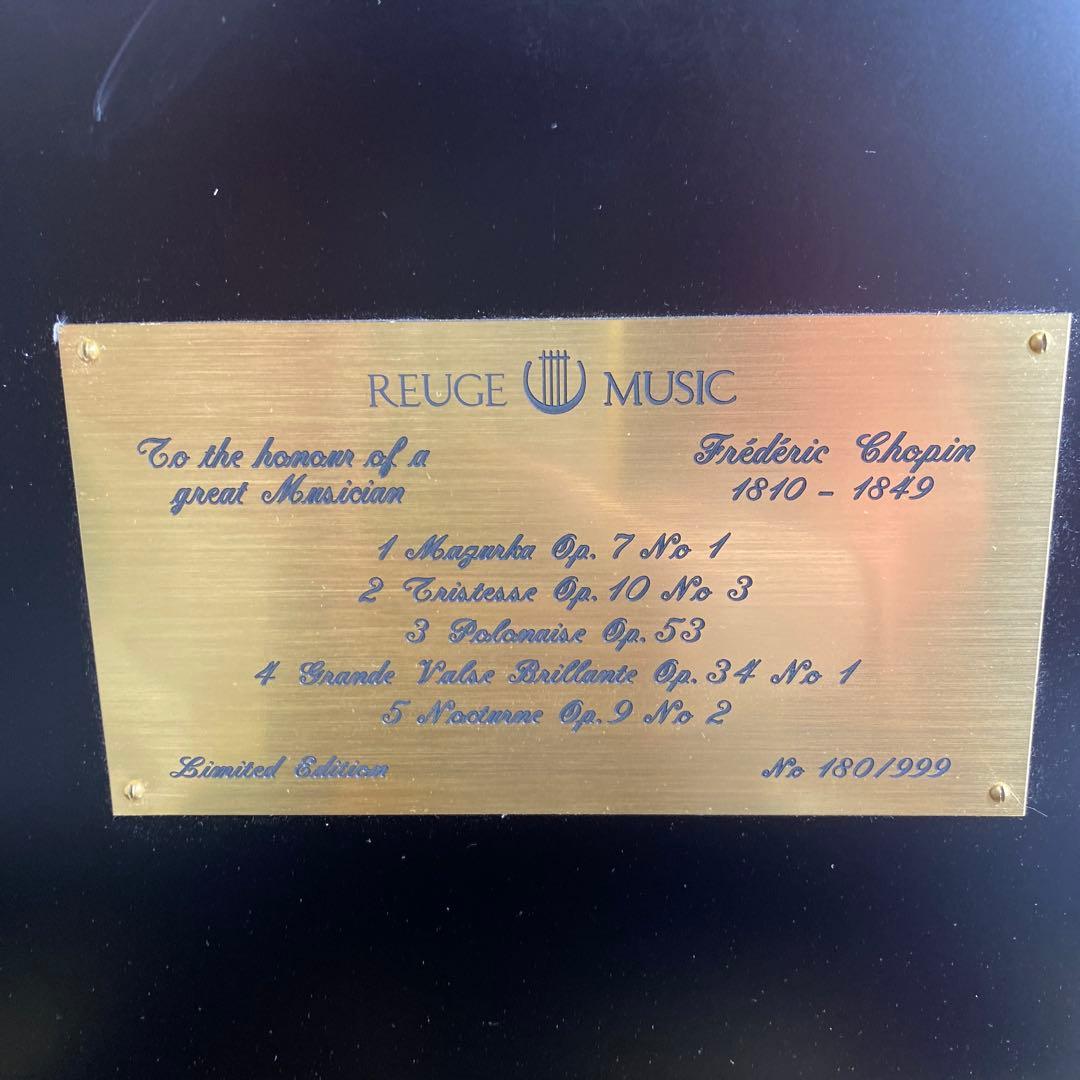 REUGE MUSIC
To the honour of a
great Musician
Frédéric Chopin
1810 - 1849
1 Mazurka Op. 7 No 1
2 Tristesse Op. 10 No 3
3 Polonaise Op. 53
4 Grande Valse Brillante Op. 34 No 1
5 Nocturne Op. 9 No 2
Limited Edition
No 180/999